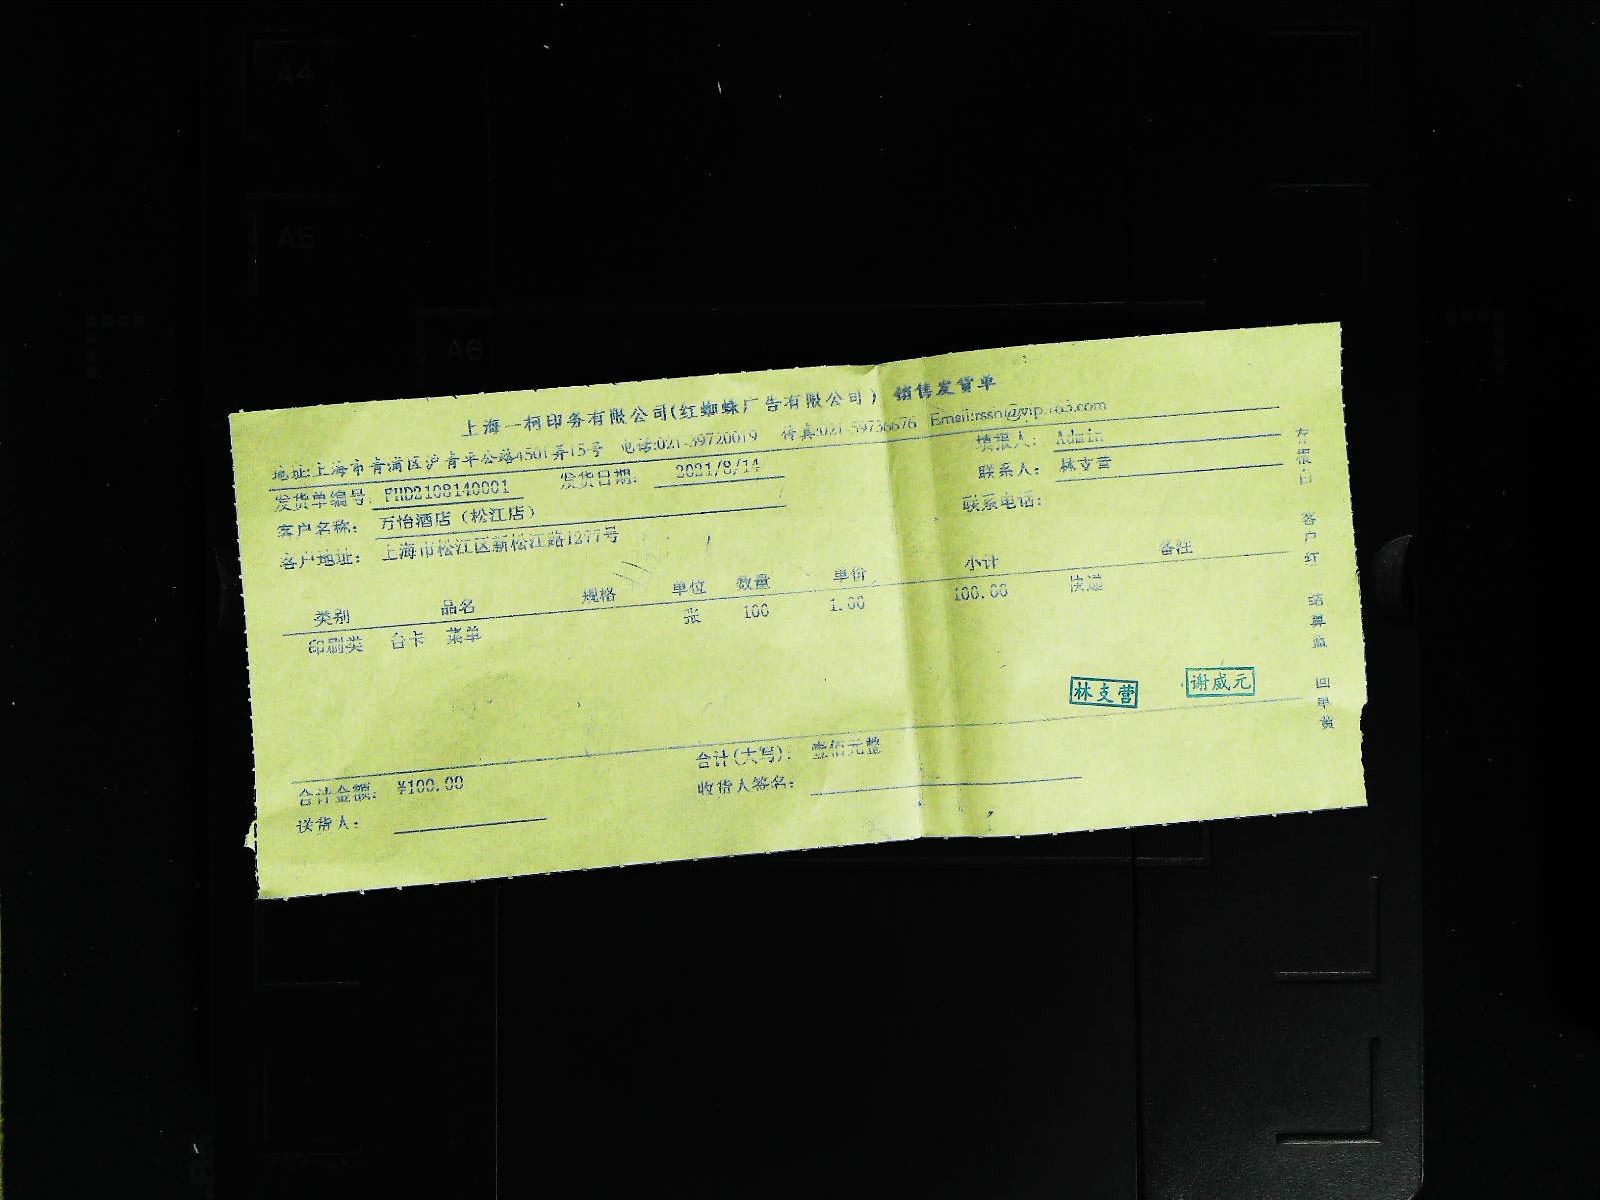 A4
A5
A6
上海一柯印务有限公司(红蜘蛛广告有限公司) 销售发货单
地址:上海市青浦区沪青平公路4501弄15号 电话:021-39720019 传真:021-59736676 Email:rssh@vip.163.com
发货单编号: FHD2108140001 发货日期: 2021/8/14 填报人: Admin
客户名称: 万怡酒店(松江店) 联系人: 林支营
客户地址: 上海市松江区新松江路1277号 联系电话:
类别 品名 规格 单位 数量 单价 小计 备注
印刷类 台卡 菜单 张 100 1.00 100.00 快递
林支营 谢威元
合计金额: ¥100.00 合计(大写): 壹佰元整
送货人: 收货人签名:
存根白 客户红 结算蓝 回单黄